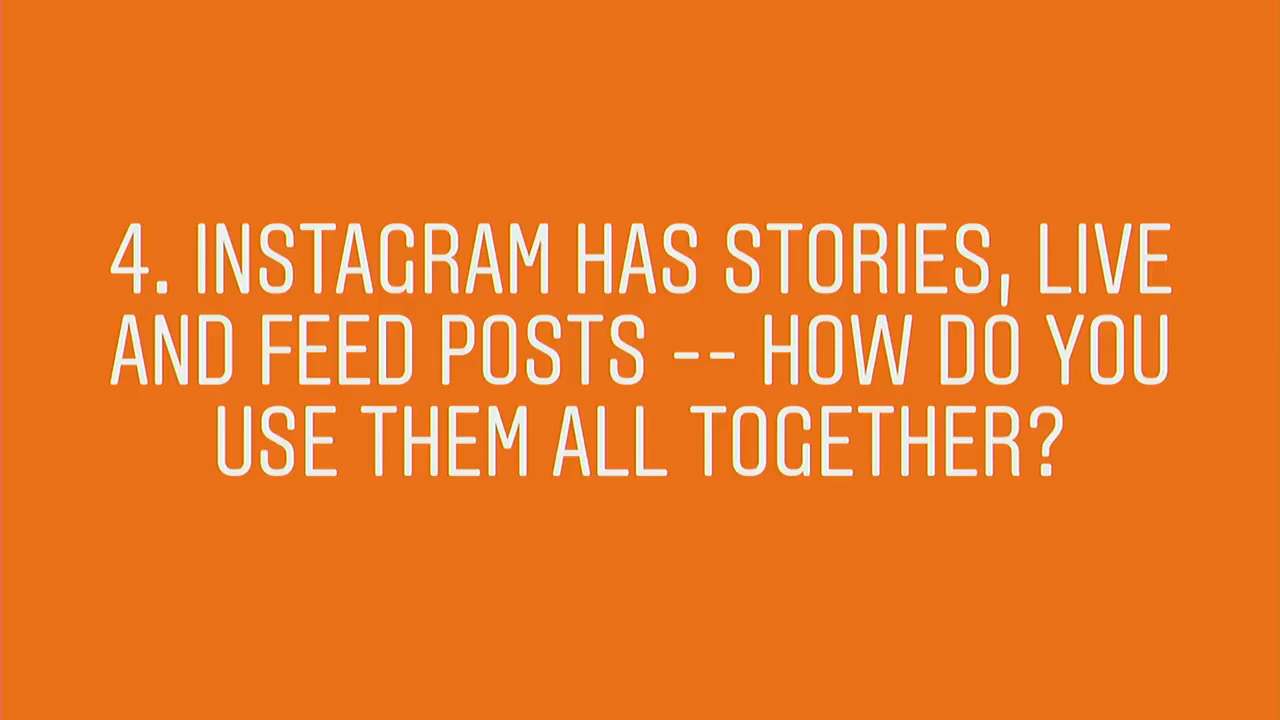 4. INSTAGRAM HAS STORIES, LIVE
AND FEED POSTS -- HOW DO YOU
USE THEM ALL TOGETHER?